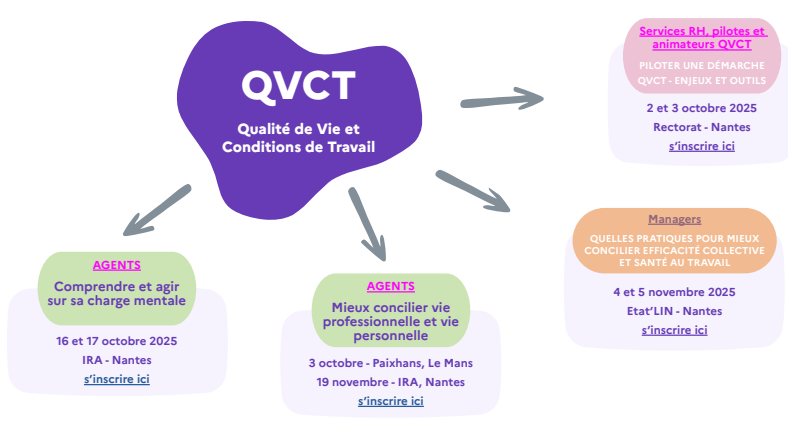 QVCT
Qualité de Vie et
Conditions de Travail
Services RH, pilotes et
animateurs QVCT
PILOTER UNE DÉMARCHE
QVCT - ENJEUX ET OUTILS
2 et 3 octobre 2025
Rectorat - Nantes
s'inscrire ici
Managers
QUELLES PRATIQUES POUR MIEUX
CONCILIER EFFICACITÉ COLLECTIVE
ET SANTÉ AU TRAVAIL
4 et 5 novembre 2025
Etat'LIN - Nantes
s'inscrire ici
AGENTS
Comprendre et agir
sur sa charge mentale
16 et 17 octobre 2025
IRA - Nantes
s'inscrire ici
AGENTS
Mieux concilier vie
professionnelle et vie
personnelle
3 octobre - Paixhans, Le Mans
19 novembre - IRA, Nantes
s'inscrire ici